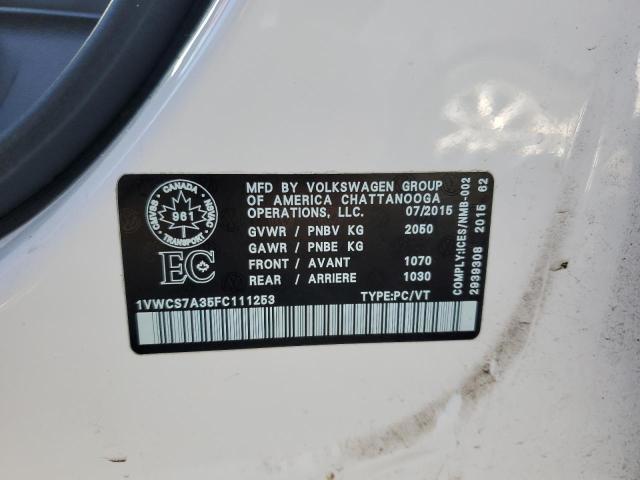 CANADA
961
TRANSPORT
EC
MFD BY VOLKSWAGEN GROUP
OF AMERICA CHATTANOOGA
OPERATIONS, LLC. 07/2015
GVWR / PNBV KG 2050
GAWR / PNBE KG
FRONT / AVANT 1070
REAR / ARRIERE 1030
1VWCS7A35FC111253 TYPE:PC/VT
COMPLY:ICES/NMB-002
2939308 2015 62